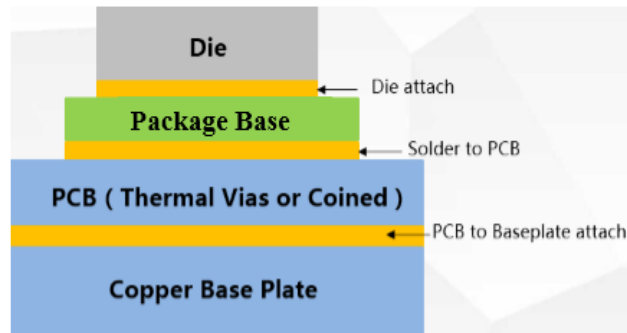 Die
Die attach
Package Base
Solder to PCB
PCB ( Thermal Vias or Coined )
PCB to Baseplate attach
Copper Base Plate